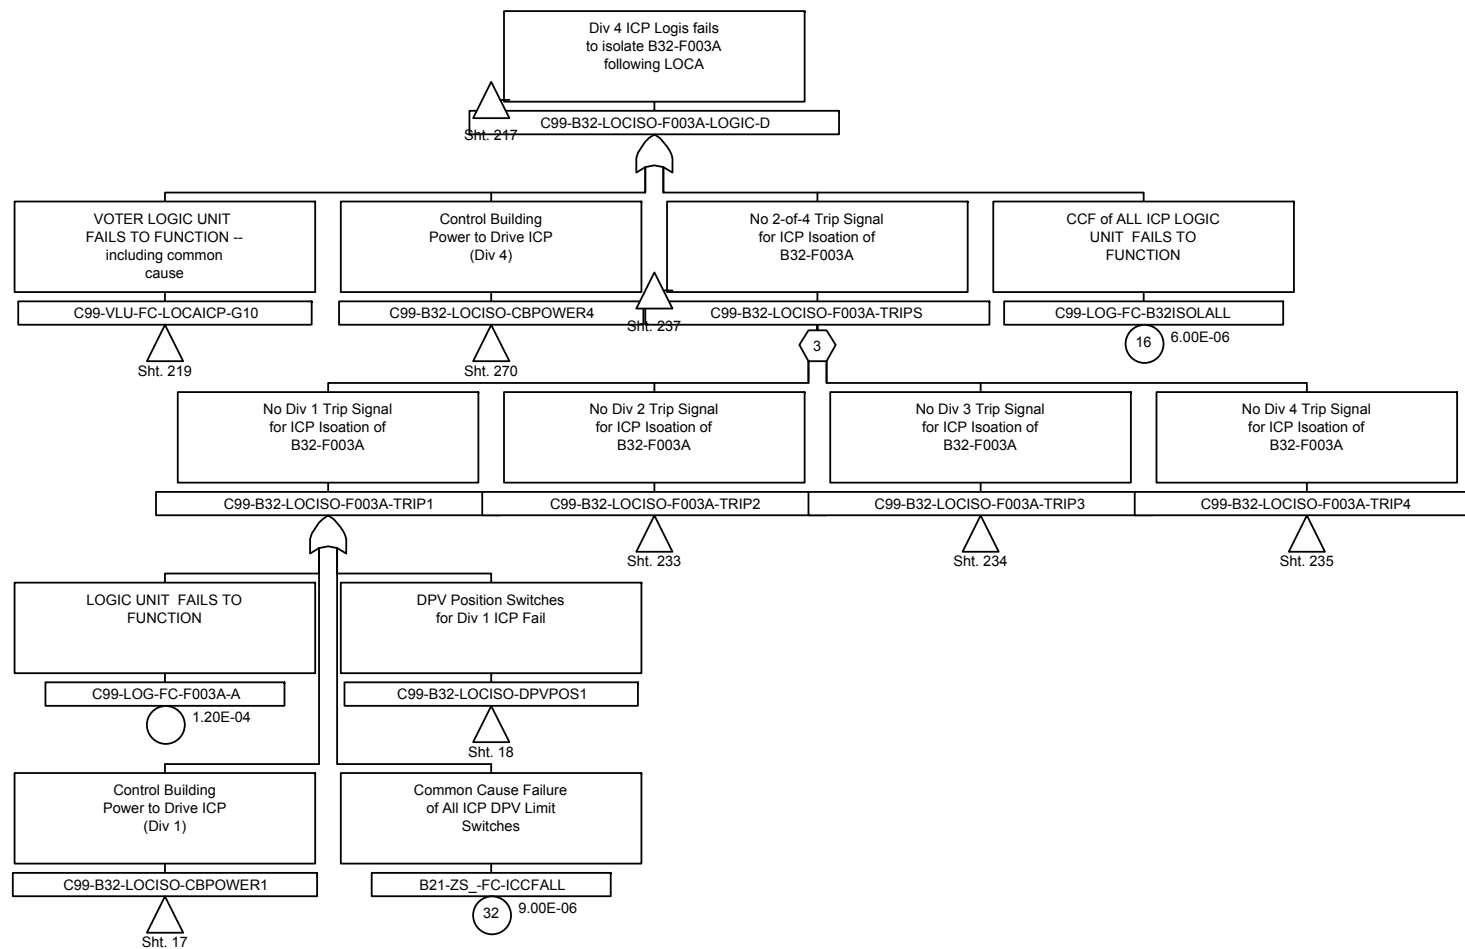 Div 4 ICP Logis fails
to isolate B32-F003A
following LOCA
C99-B32-LOCISO-F003A-LOGIC-D
Sht. 217
VOTER LOGIC UNIT
FAILS TO FUNCTION --
including common
cause
C99-VLU-FC-LOCAICP-G10
Sht. 219
Control Building
Power to Drive ICP
(Div 4)
C99-B32-LOCISO-CBPOWER4
Sht. 270
No 2-of-4 Trip Signal
for ICP Isoation of
B32-F003A
C99-B32-LOCISO-F003A-TRIPS
Sht. 237
3
CCF of ALL ICP LOGIC
UNIT FAILS TO
FUNCTION
C99-LOG-FC-B32ISOLALL
16
6.00E-06
No Div 1 Trip Signal
for ICP Isoation of
B32-F003A
C99-B32-LOCISO-F003A-TRIP1
No Div 2 Trip Signal
for ICP Isoation of
B32-F003A
C99-B32-LOCISO-F003A-TRIP2
Sht. 233
No Div 3 Trip Signal
for ICP Isoation of
B32-F003A
C99-B32-LOCISO-F003A-TRIP3
Sht. 234
No Div 4 Trip Signal
for ICP Isoation of
B32-F003A
C99-B32-LOCISO-F003A-TRIP4
Sht. 235
LOGIC UNIT FAILS TO
FUNCTION
C99-LOG-FC-F003A-A
1.20E-04
DPV Position Switches
for Div 1 ICP Fail
C99-B32-LOCISO-DPVPOS1
Sht. 18
Control Building
Power to Drive ICP
(Div 1)
C99-B32-LOCISO-CBPOWER1
Sht. 17
Common Cause Failure
of All ICP DPV Limit
Switches
B21-ZS_-FC-ICCFALL
32
9.00E-06